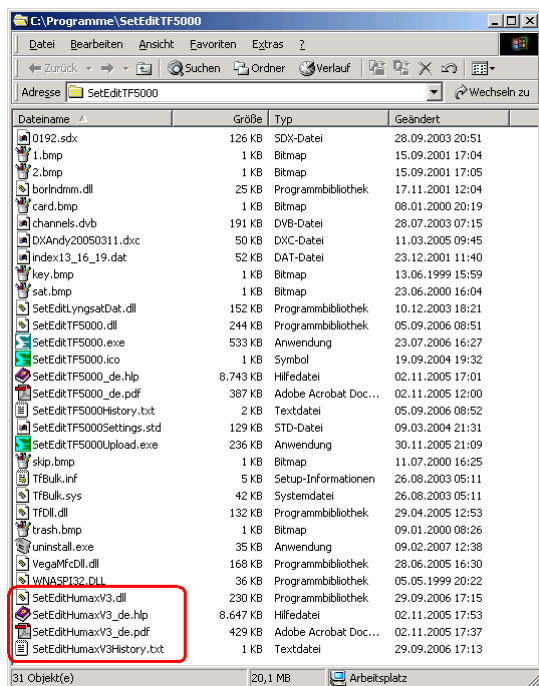 C:\Programme\SetEditTF5000
Datei Bearbeiten Ansicht Favoriten Extras ?
Zurück Suchen Ordner Verlauf
Adresse SetEditTF5000 Wechseln zu
Dateiname Größe Typ Geändert
0192.sdx 126 KB SDX-Datei 28.09.2003 20:51
1.bmp 1 KB Bitmap 15.09.2001 17:04
2.bmp 1 KB Bitmap 15.09.2001 17:05
borlndmm.dll 25 KB Programmbibliothek 17.11.2001 12:04
card.bmp 1 KB Bitmap 08.01.2000 20:19
channels.dvb 191 KB DVB-Datei 28.07.2003 07:15
DXAndy20050311.dxc 50 KB DXC-Datei 11.03.2005 09:45
index13_16_19.dat 52 KB DAT-Datei 23.12.2001 11:40
key.bmp 1 KB Bitmap 13.06.1999 15:59
sat.bmp 1 KB Bitmap 23.06.2000 16:04
SetEditLyngsatDat.dll 152 KB Programmbibliothek 10.12.2003 18:21
SetEditTF5000.dll 244 KB Programmbibliothek 05.09.2006 08:51
SetEditTF5000.exe 533 KB Anwendung 23.07.2006 16:27
SetEditTF5000.ico 1 KB Symbol 19.09.2004 19:32
SetEditTF5000_de.hlp 8.743 KB Hilfedatei 02.11.2005 17:01
SetEditTF5000_de.pdf 387 KB Adobe Acrobat Doc... 02.11.2005 12:00
SetEditTF5000History.txt 2 KB Textdatei 05.09.2006 08:52
SetEditTF5000Settings.std 129 KB STD-Datei 09.03.2004 21:31
SetEditTF5000Upload.exe 236 KB Anwendung 30.11.2005 21:09
skip.bmp 1 KB Bitmap 11.07.2000 16:25
TfBulk.inf 5 KB Setup-Informationen 26.08.2003 05:11
TfBulk.sys 42 KB Systemdatei 26.08.2003 05:11
TfDll.dll 132 KB Programmbibliothek 29.04.2005 12:53
trash.bmp 1 KB Bitmap 09.01.2000 08:26
uninstall.exe 35 KB Anwendung 09.02.2007 12:38
VegaMfcDll.dll 168 KB Programmbibliothek 28.06.2005 16:30
WNASPI32.DLL 36 KB Programmbibliothek 05.05.1999 20:22
SetEditHumaxV3.dll 230 KB Programmbibliothek 29.09.2006 17:15
SetEditHumaxV3_de.hlp 8.647 KB Hilfedatei 02.11.2005 17:53
SetEditHumaxV3_de.pdf 429 KB Adobe Acrobat Doc... 02.11.2005 17:37
SetEditHumaxV3History.txt 1 KB Textdatei 29.09.2006 17:13
31 Objekt(e) 20,1 MB Arbeitsplatz